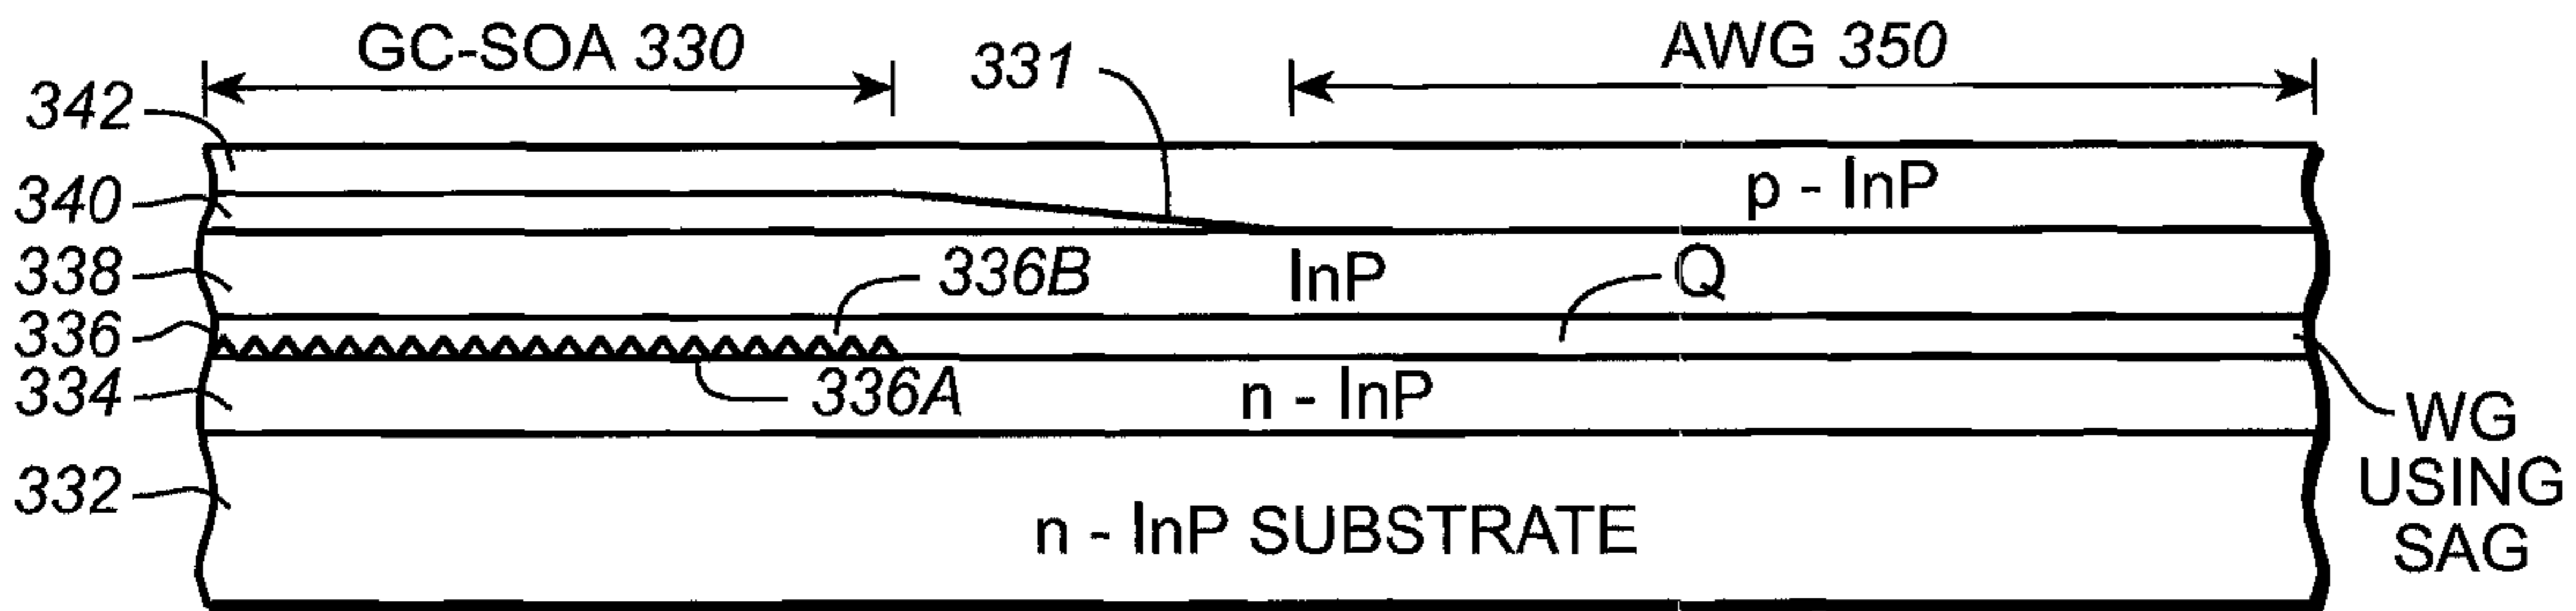 GC-SOA 330
331
AWG 350
342
p - InP
340
338
336B
InP
Q
336
334
336A
n - InP
WG
USING
SAG
332
n - InP SUBSTRATE